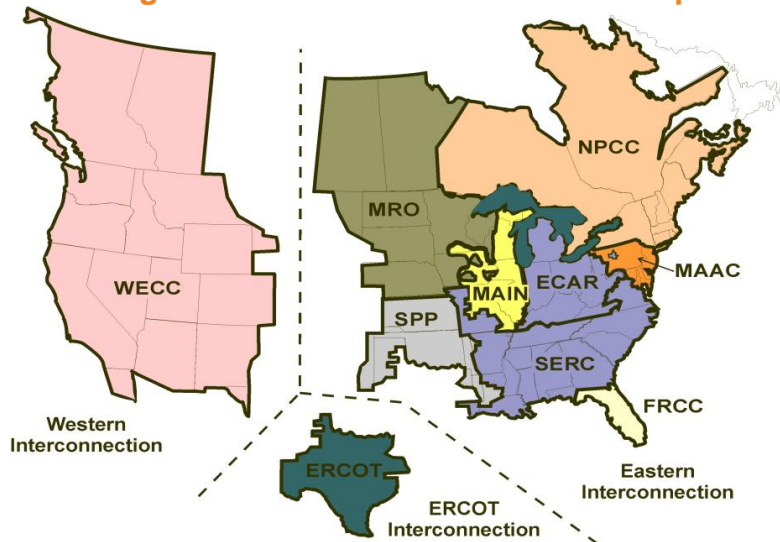 NPCC
MRO
MAAC
WECC
MAIN
ECAR
SPP
SERC
FRCC
Western
Interconnection
ERCOT
Eastern
Interconnection
ERCOT
Interconnection